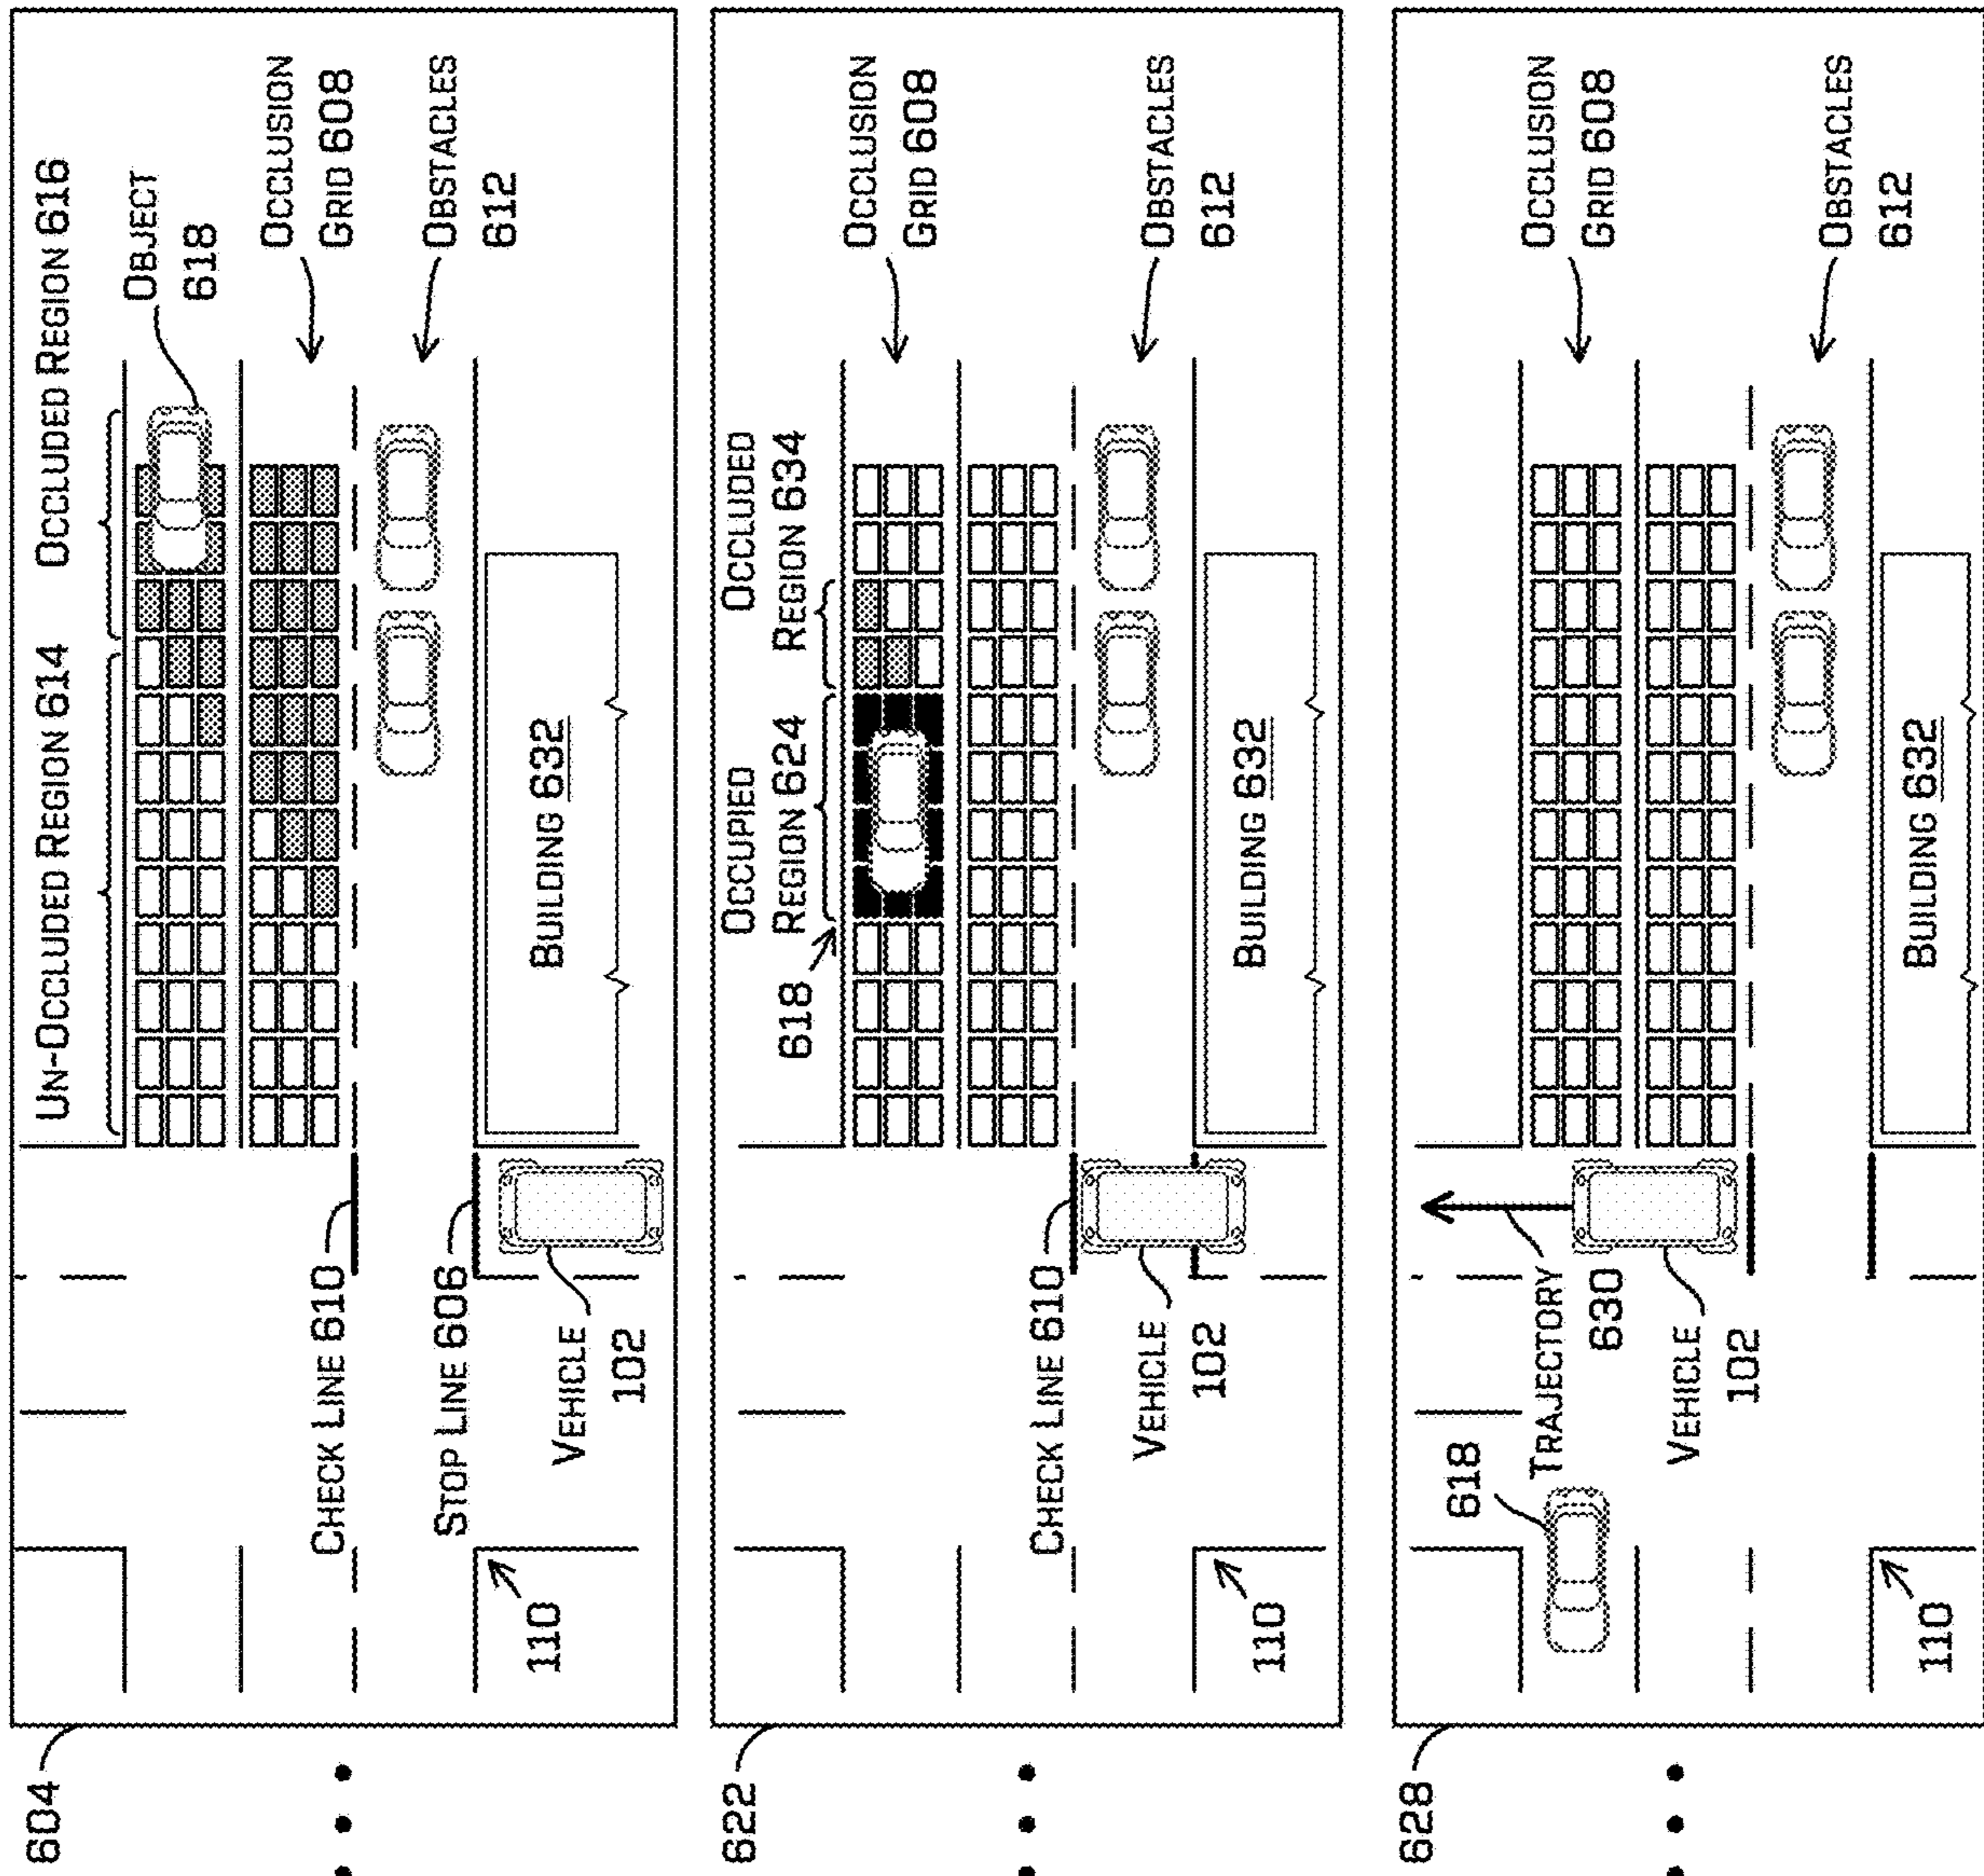 604
UN-OCCLUDED REGION 614
OCCLUDED REGION 616
OBJECT
618
OCCLUSION
GRID 608
OBSTACLES
612
CHECK LINE 610
STOP LINE 606
VEHICLE
102
BUILDING 632
110
622
OCCUPIED
REGION 624
OCCLUDED
REGION 634
618
OCCLUSION
GRID 608
OBSTACLES
612
CHECK LINE 610
VEHICLE
102
BUILDING 632
110
628
OCCLUSION
GRID 608
OBSTACLES
612
618
TRAJECTORY
630
VEHICLE
102
BUILDING 632
110